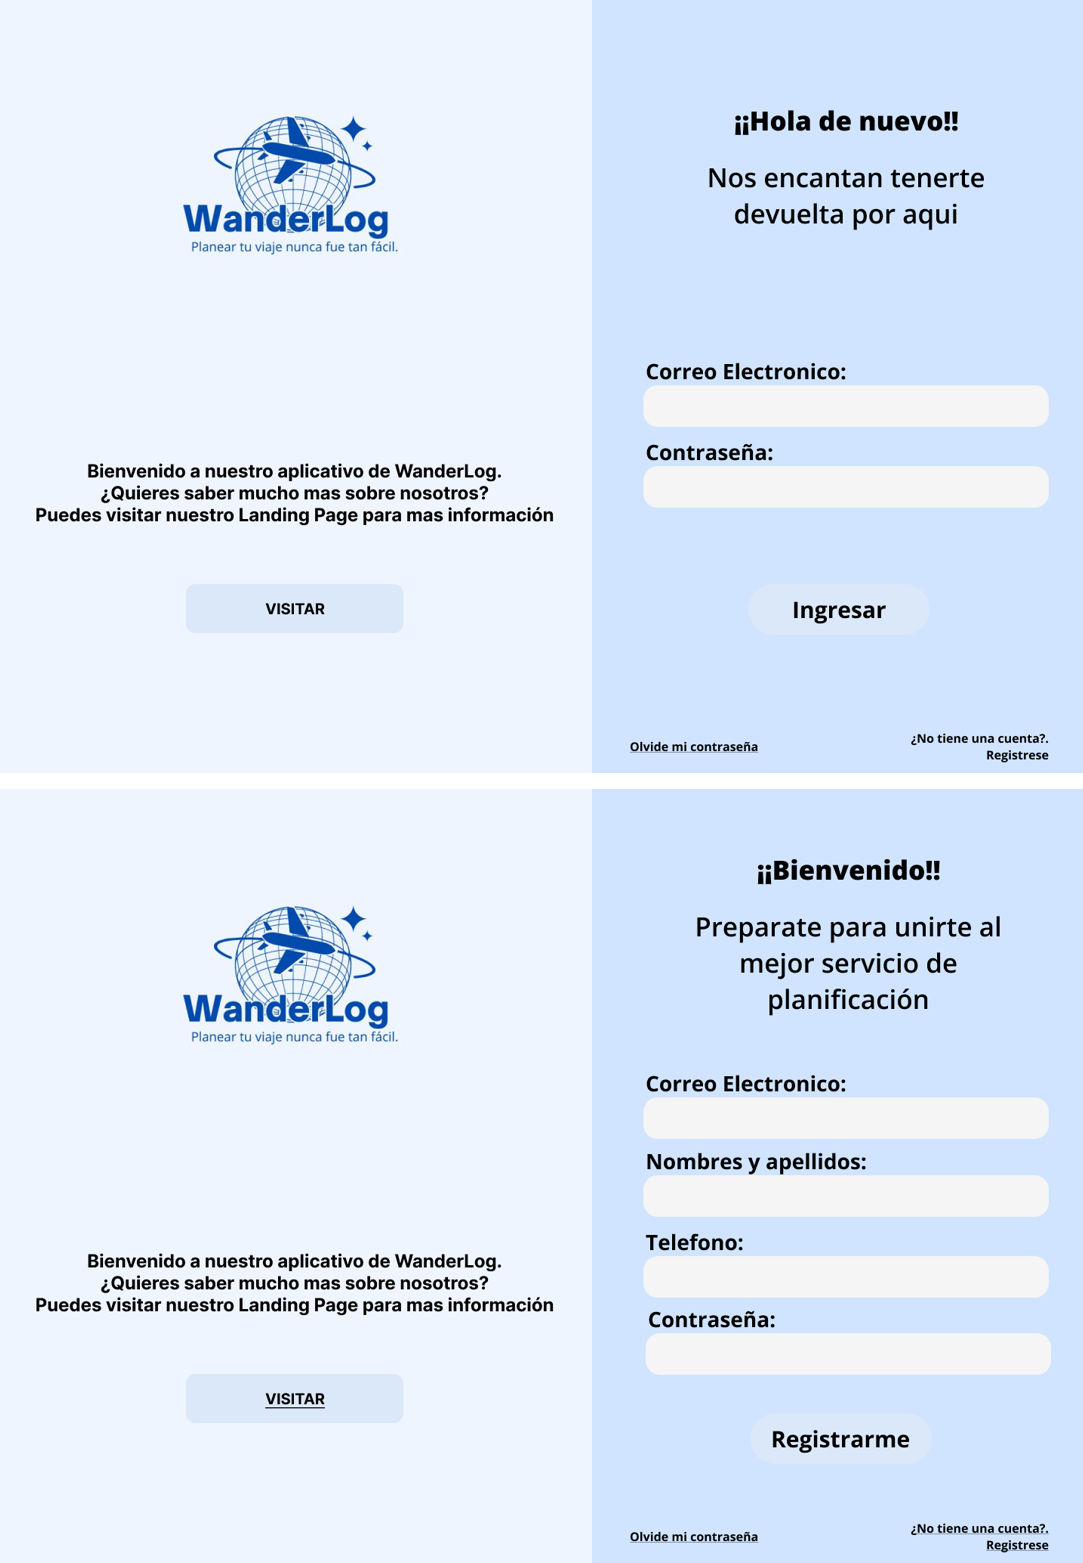 WanderLog
Planear tu viaje nunca fue tan fácil.
Bienvenido a nuestro aplicativo de WanderLog.
¿Quieres saber mucho mas sobre nosotros?
Puedes visitar nuestro Landing Page para mas información
VISITAR
¡¡Hola de nuevo!!
Nos encantan tenerte
devuelta por aqui
Correo Electronico:
Contraseña:
Ingresar
Olvide mi contraseña
¿No tiene una cuenta?.
Registrese
WanderLog
Planear tu viaje nunca fue tan fácil.
Bienvenido a nuestro aplicativo de WanderLog.
¿Quieres saber mucho mas sobre nosotros?
Puedes visitar nuestro Landing Page para mas información
VISITAR
¡¡Bienvenido!!
Preparate para unirte al
mejor servicio de
planificación
Correo Electronico:
Nombres y apellidos:
Telefono:
Contraseña:
Registrarme
Olvide mi contraseña
¿No tiene una cuenta?.
Registrese